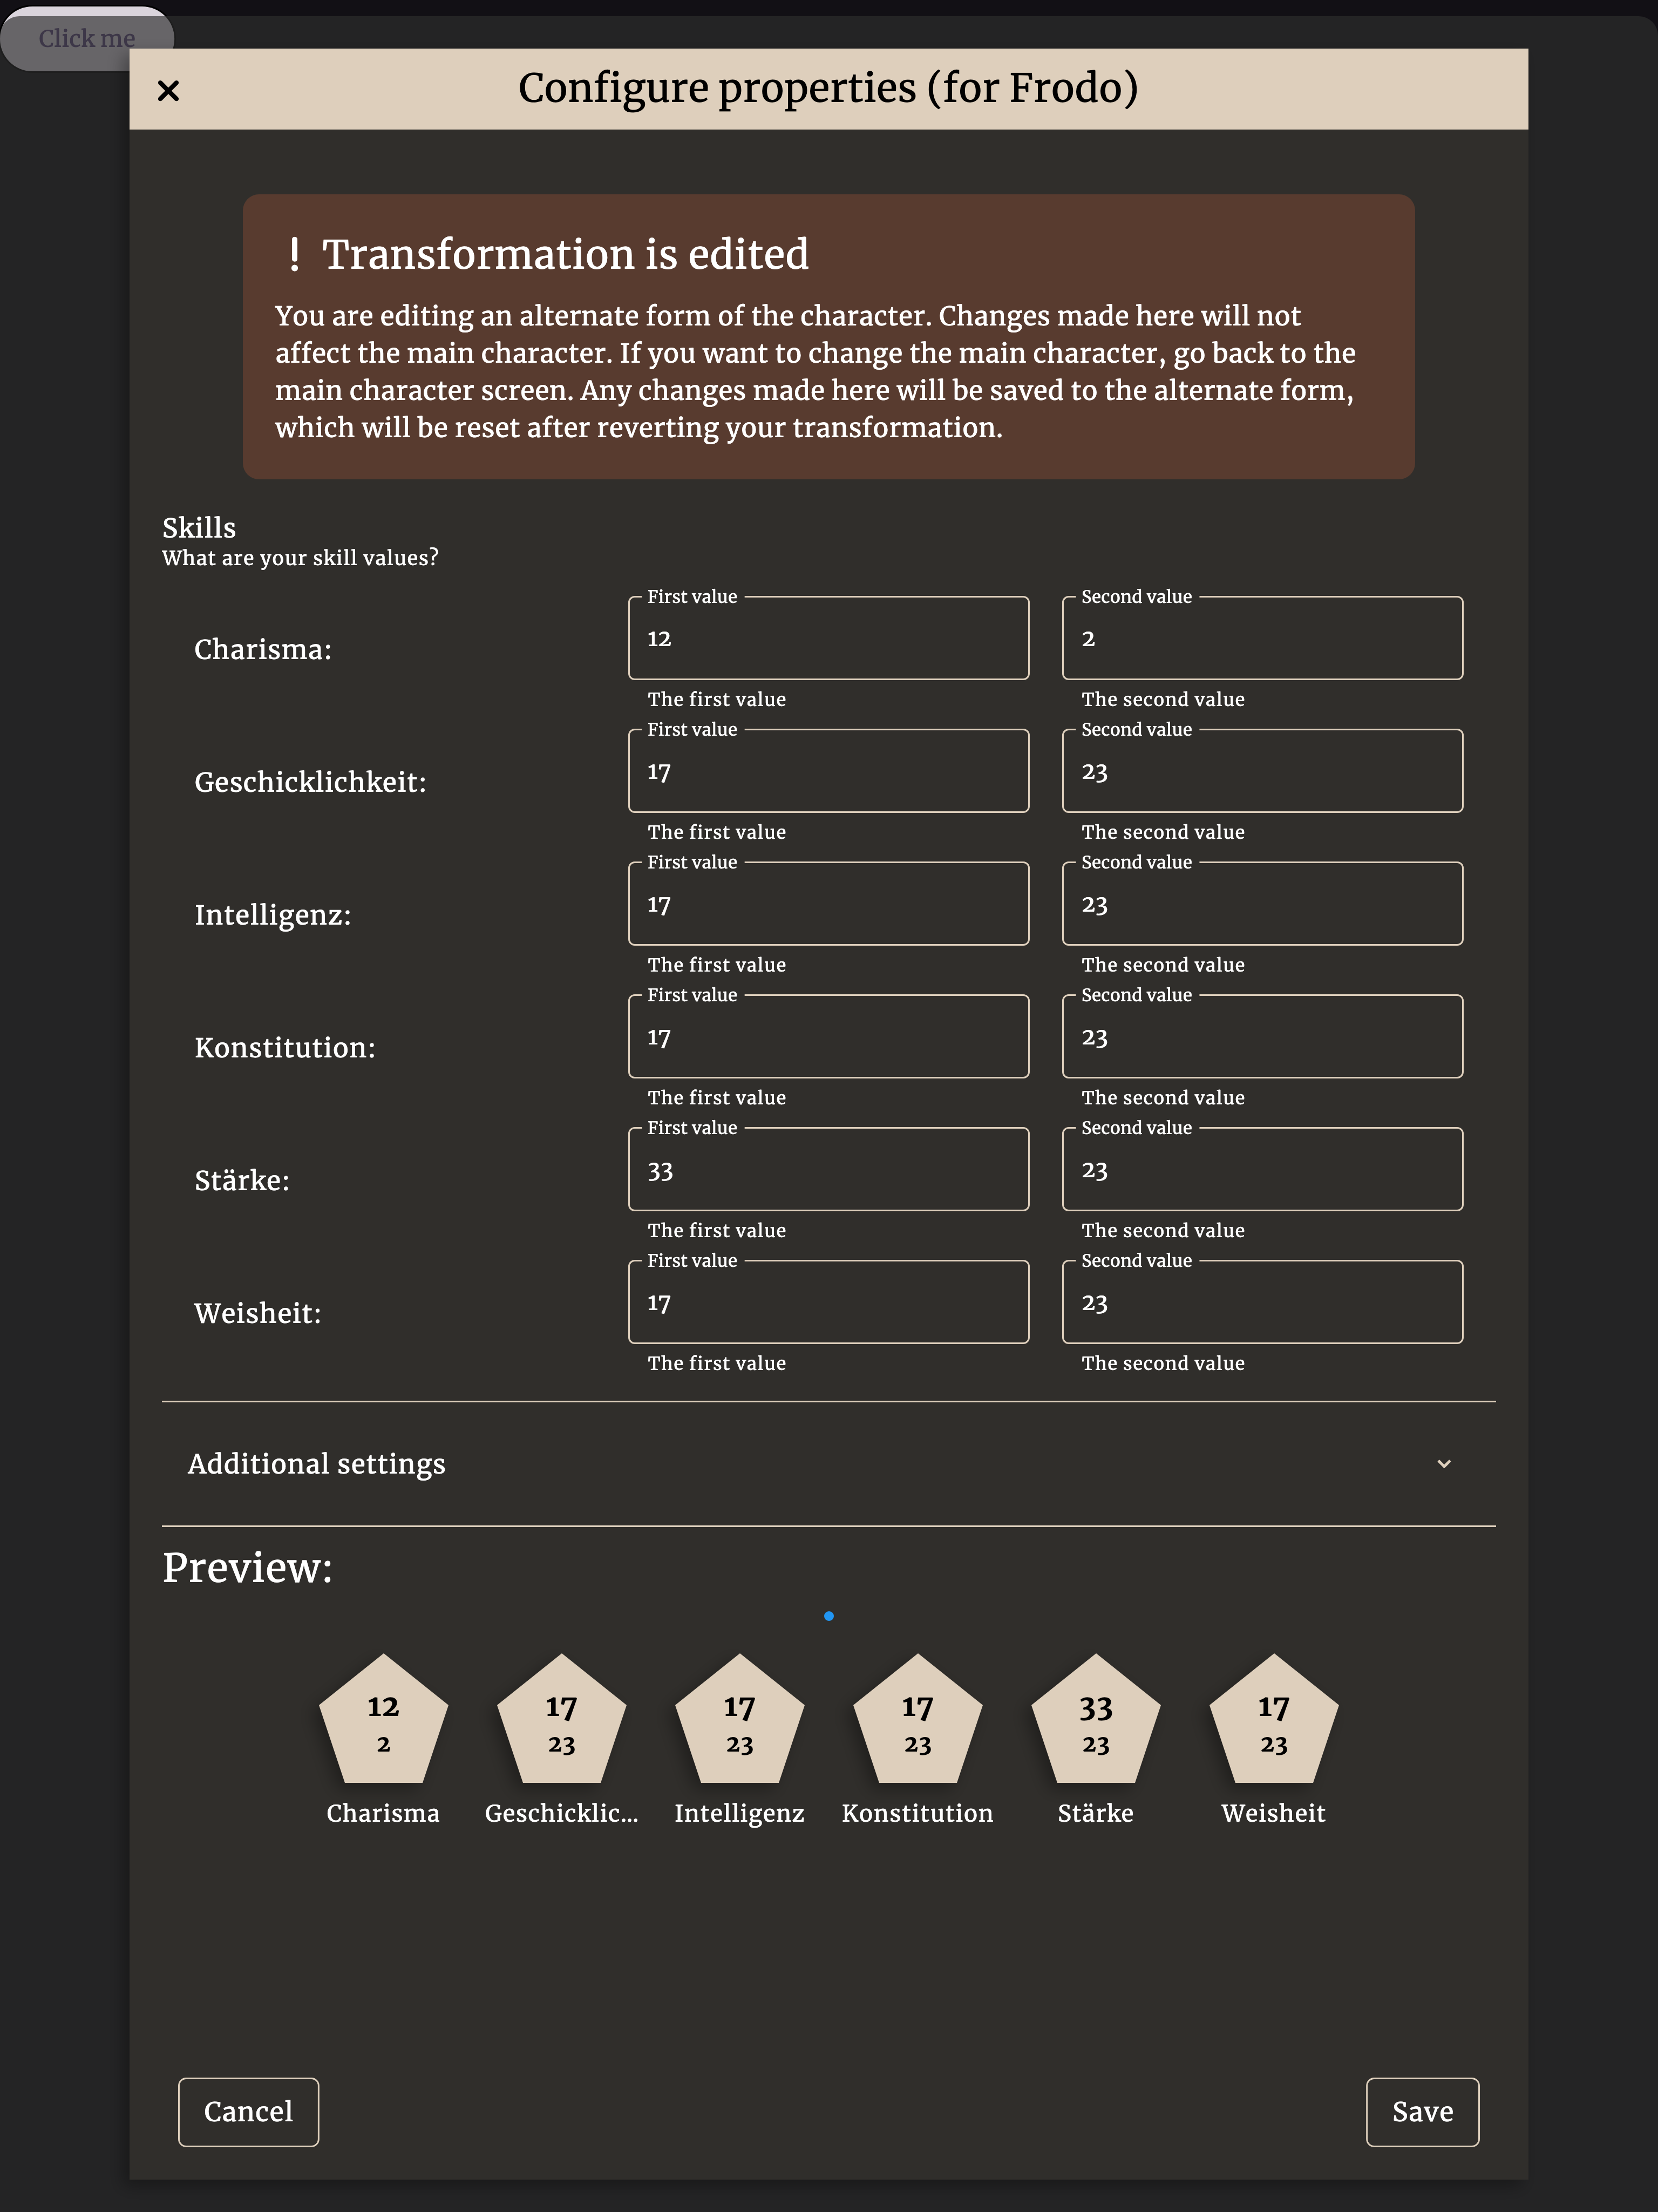 Click me
Configure properties (for Frodo)
! Transformation is edited
You are editing an alternate form of the character. Changes made here will not
affect the main character. If you want to change the main character, go back to the
main character screen. Any changes made here will be saved to the alternate form,
which will be reset after reverting your transformation.
Skills
What are your skill values?
Charisma:
First value
12
The first value
Second value
2
The second value
Geschicklichkeit:
First value
17
The first value
Second value
23
The second value
Intelligenz:
First value
17
The first value
Second value
23
The second value
Konstitution:
First value
17
The first value
Second value
23
The second value
Stärke:
First value
33
The first value
Second value
23
The second value
Weisheit:
First value
17
The first value
Second value
23
The second value
Additional settings
Preview:
12
2
Charisma
17
23
Geschicklic...
17
23
Intelligenz
17
23
Konstitution
33
23
Stärke
17
23
Weisheit
Cancel
Save